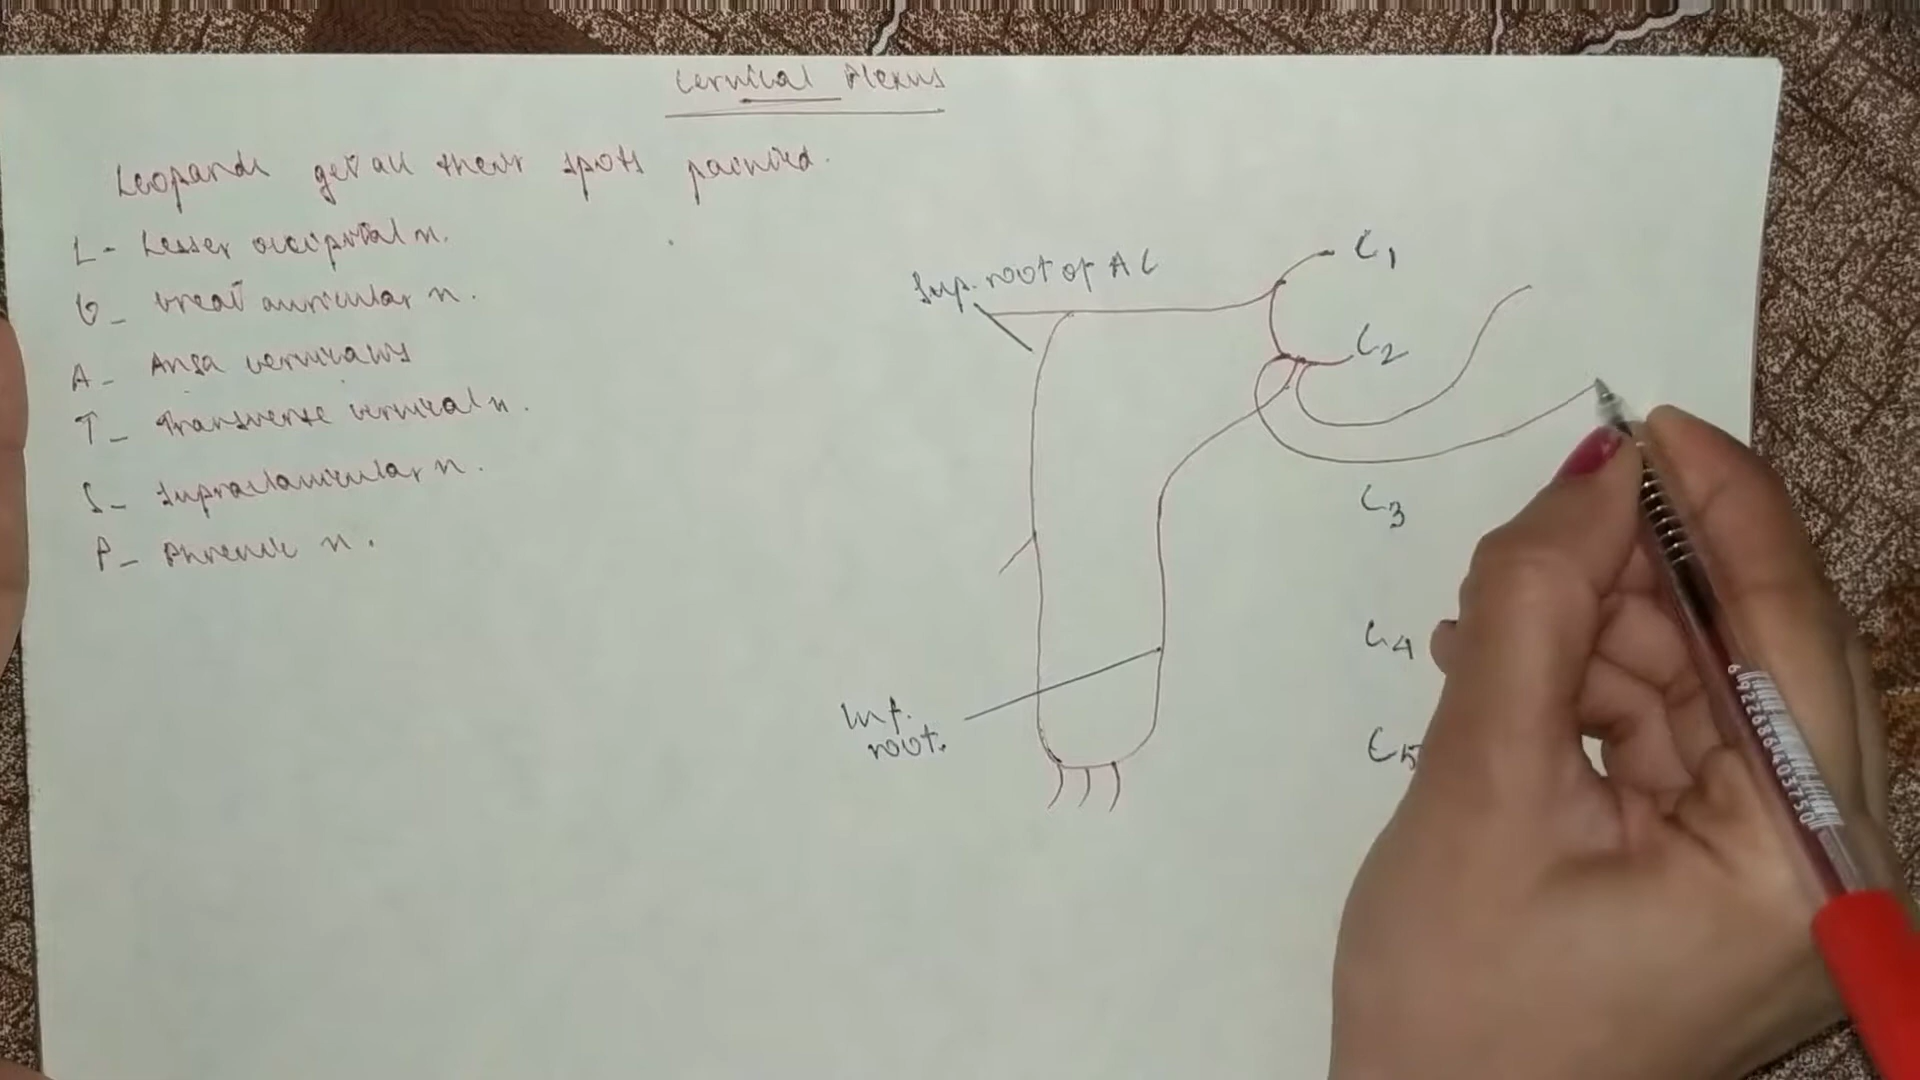 Cervical Plexus
Leopards get all their spots painted.
L - Lesser occipital n.
G - Great auricular n.
A - Ansa cervicalis
T - Transverse cervical n.
S - Supraclavicular n.
P - Phrenic n.
Sup. root of AC
C1
C2
C3
C4
C5
Inf.
root.
6922686403750